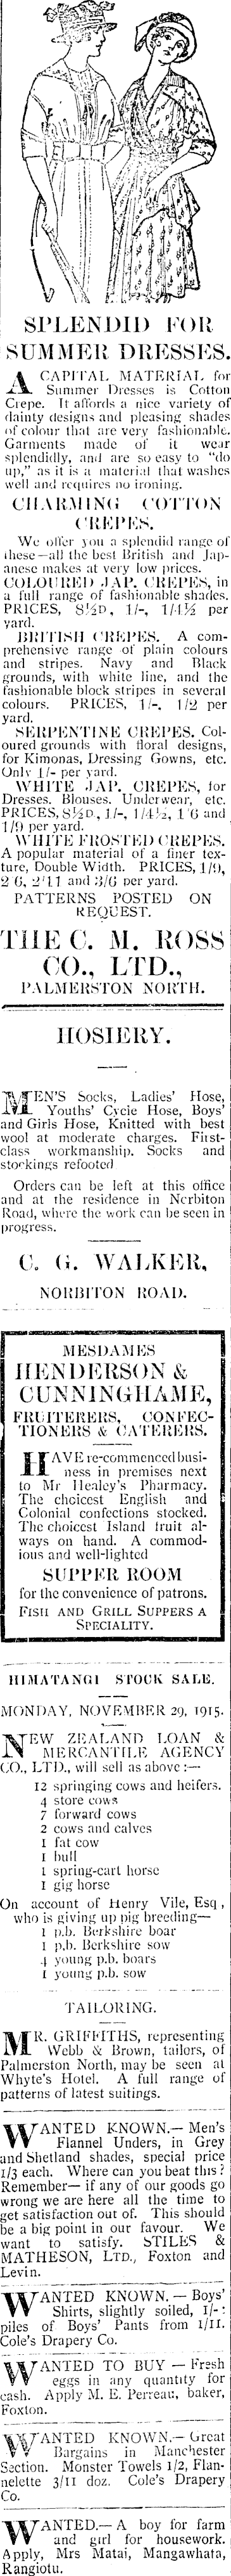 SPLENDID FOR
SUMMER DRESSES.
A CAPITAL MATERIAL for
Summer Dresses is Cotton
Crepe. It affords a nice variety of
dainty designs and pleasing shades
of colour that are very fashionable.
Garments made of it wear
splendidly, and are so easy to "do
up," as it is a material that washes
well and requires no ironing.
CHARMING COTTON
CREPES.
We offer you a splendid range of
these—all the best British and Jap-
anese makes at very low prices.
COLOURED JAP. CREPES, in
a full range of fashionable shades.
PRICES, 8½D, 1/-, 1/4½ per
yard.
BRITISH CREPES. A com-
prehensive range of plain colours
and stripes. Navy and Black
grounds, with white line, and the
fashionable block stripes in several
colours. PRICES, 1/-, 1/2 per
yard.
SERPENTINE CREPES. Col-
oured grounds with floral designs,
for Kimonas, Dressing Gowns, etc.
Only 1/- per yard.
WHITE JAP. CREPES, for
Dresses. Blouses. Underwear, etc.
PRICES, 8½D, 1/-, 1/4½, 1/6 and
1/9 per yard.
WHITE FROSTED CREPES.
A popular material of a finer tex-
ture, Double Width. PRICES, 1/9,
2/6, 2/11 and 3/6 per yard.
PATTERNS POSTED ON
REQUEST.
THE C. M. ROSS
CO., LTD.,
PALMERSTON NORTH.
HOSIERY.
MEN'S Socks, Ladies' Hose,
Youths' Cycle Hose, Boys'
and Girls Hose, Knitted with best
wool at moderate charges. First-
class workmanship. Socks and
stockings refooted
Orders can be left at this office
and at the residence in Norbiton
Road, where the work can be seen in
progress.
C. G. WALKER,
NORBITON ROAD.
MESDAMES
HENDERSON &
CUNNINGHAME,
FRUITERERS, CONFEC-
TIONERS & CATERERS.
HAVE re-commenced busi-
ness in premises next
to Mr Healey's Pharmacy.
The choicest English and
Colonial confections stocked.
The choicest Island fruit al-
ways on hand. A commod-
ious and well-lighted
SUPPER ROOM
for the convenience of patrons.
FISH AND GRILL SUPPERS A
SPECIALITY.
HIMATANGI STOCK SALE.
MONDAY, NOVEMBER 29, 1915.
NEW ZEALAND LOAN &
MERCANTILE AGENCY
CO., LTD., will sell as above:—
12 springing cows and heifers.
4 store cows
7 forward cows
2 cows and calves
1 fat cow
1 bull
1 spring-cart horse
1 gig horse
On account of Henry Vile, Esq,
who is giving up pig breeding—
1 p.b. Berkshire boar
1 p.b. Berkshire sow
4 young p.b. boars
1 young p.b. sow
TAILORING.
MR. GRIFFITHS, representing
Webb & Brown, tailors, of
Palmerston North, may be seen at
Whyte's Hotel. A full range of
patterns of latest suitings.
WANTED KNOWN.—Men's
Flannel Unders, in Grey
and Shetland shades, special price
1/3 each. Where can you beat this?
Remember—if any of our goods go
wrong we are here all the time to
get satisfaction out of. This should
be a big point in our favour. We
want to satisfy. STILES &
MATHESON, LTD., Foxton and
Levin.
WANTED KNOWN.—Boys'
Shirts, slightly soiled, 1/-:
piles of Boys' Pants from 1/11.
Cole's Drapery Co.
WANTED TO BUY—Fresh
eggs in any quantity for
cash. Apply M. E. Perreau, baker,
Foxton.
WANTED KNOWN.—Great
Bargains in Manchester
Section. Monster Towels 1/2, Flan-
nelette 3/11 doz. Cole's Drapery
Co.
WANTED.—A boy for farm
and girl for housework.
Apply, Mrs Matai, Mangawhata,
Rangiotu.